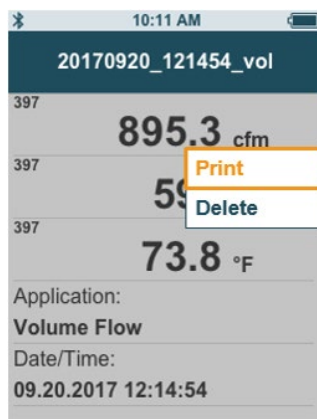 10:11 AM
20170920_121454_vol
397
895.3 cfm
397
Print
Delete
397
73.8 °F
Application:
Volume Flow
Date/Time:
09.20.2017 12:14:54